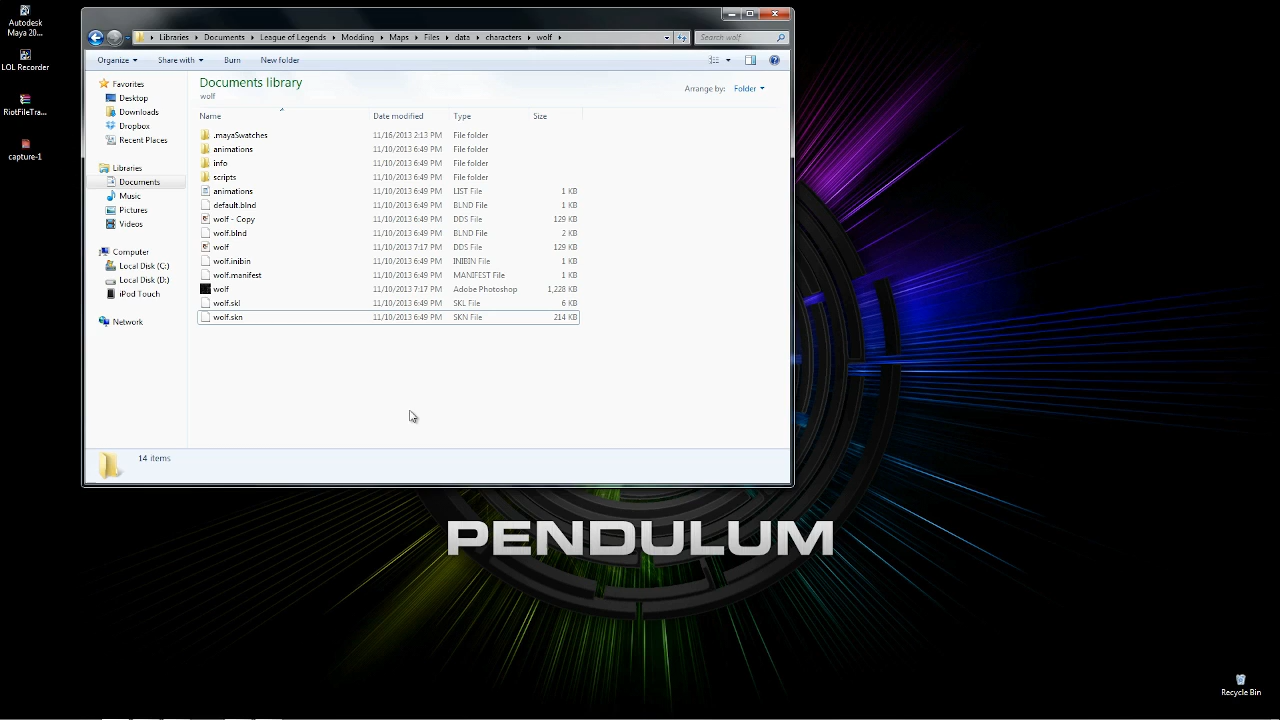 Autodesk
Maya 20...
LOL Recorder
RiotFileTra...
capture-1
Libraries
Documents
League of Legends
Modding
Maps
Files
data
characters
wolf
Search wolf
Organize
Share with
Burn
New folder
Documents library
wolf
Arrange by: Folder
Name Date modified Type Size
.mayaSwatches 11/16/2013 2:13 PM File folder
animations 11/10/2013 6:49 PM File folder
info 11/10/2013 6:49 PM File folder
scripts 11/10/2013 6:49 PM File folder
animations 11/10/2013 6:49 PM LIST File 1 KB
default.blnd 11/10/2013 6:49 PM BLND File 1 KB
wolf - Copy 11/10/2013 6:49 PM DDS File 129 KB
wolf.blnd 11/10/2013 6:49 PM BLND File 2 KB
wolf 11/10/2013 7:17 PM DDS File 129 KB
wolf.inibin 11/10/2013 6:49 PM INIBIN File 1 KB
wolf.manifest 11/10/2013 6:49 PM MANIFEST File 1 KB
wolf 11/10/2013 7:17 PM Adobe Photoshop 1,228 KB
wolf.skl 11/10/2013 6:49 PM SKL File 6 KB
wolf.skn 11/10/2013 6:49 PM SKN File 214 KB
Favorites
Desktop
Downloads
Dropbox
Recent Places
Libraries
Documents
Music
Pictures
Videos
Computer
Local Disk (C:)
Local Disk (D:)
iPod Touch
Network
14 items
PENDULUM
Recycle Bin